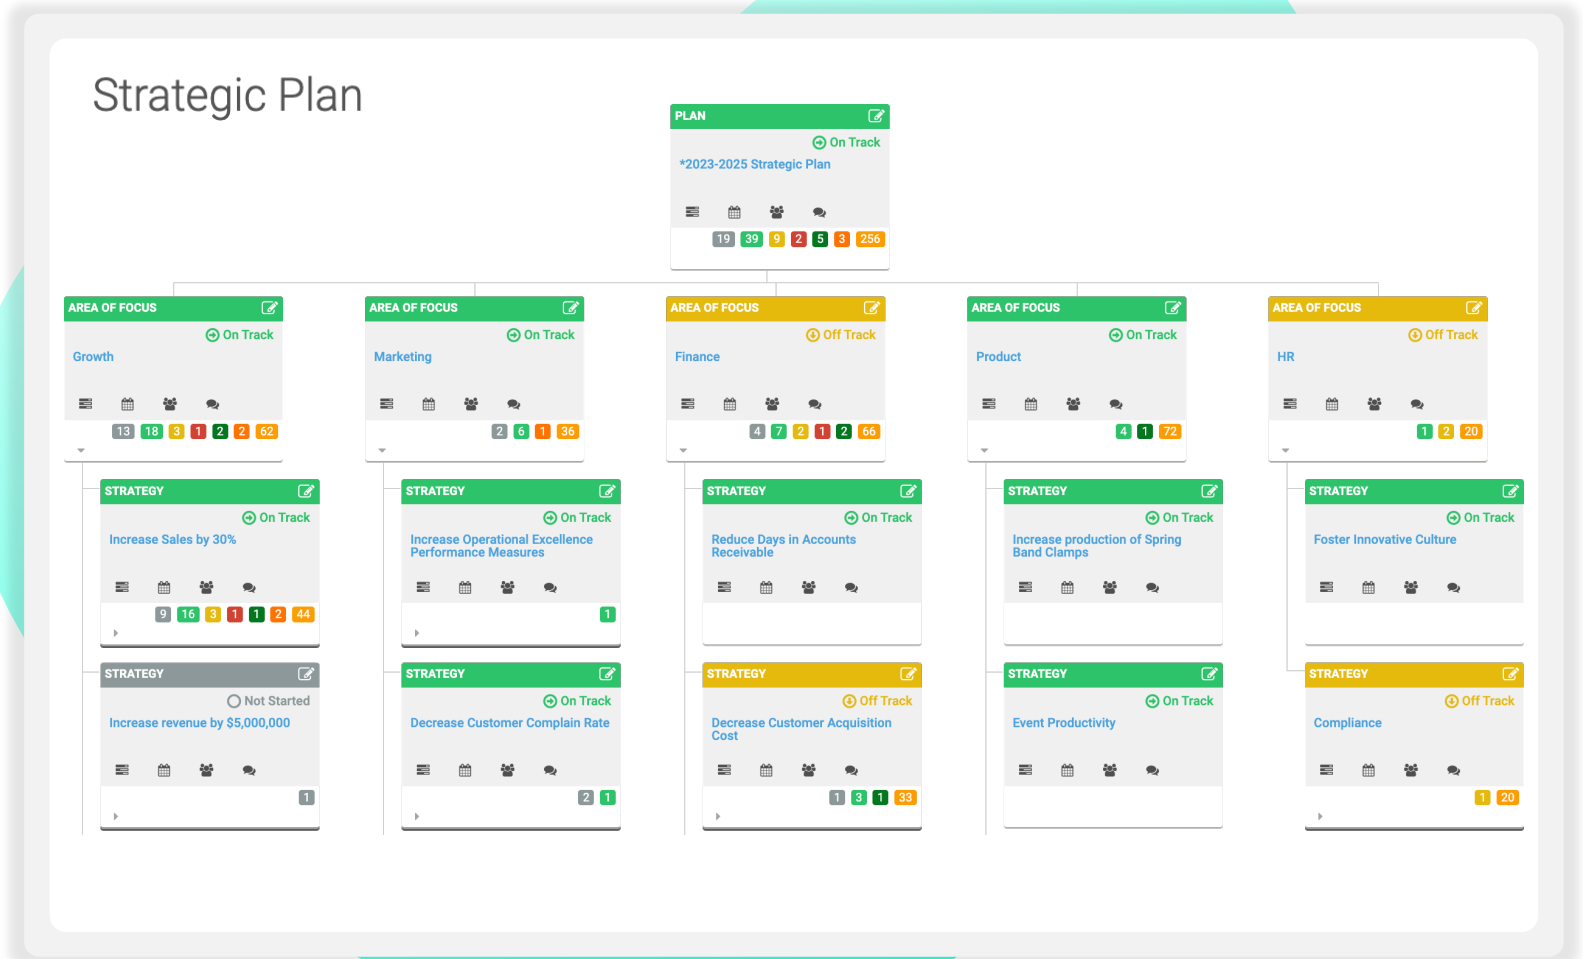 Strategic Plan
PLAN
On Track
*2023-2025 Strategic Plan
19 39 9 2 5 3 256
AREA OF FOCUS
On Track
Growth
13 18 3 1 2 2 62
AREA OF FOCUS
On Track
Marketing
2 6 1 36
AREA OF FOCUS
Off Track
Finance
4 7 2 1 2 66
AREA OF FOCUS
On Track
Product
4 1 72
AREA OF FOCUS
Off Track
HR
1 2 20
STRATEGY
On Track
Increase Sales by 30%
9 16 3 1 1 2 44
STRATEGY
On Track
Increase Operational Excellence
Performance Measures
1
STRATEGY
On Track
Reduce Days in Accounts
Receivable
STRATEGY
On Track
Increase production of Spring
Band Clamps
STRATEGY
On Track
Foster Innovative Culture
STRATEGY
Not Started
Increase revenue by $5,000,000
1
STRATEGY
On Track
Decrease Customer Complain Rate
2 1
STRATEGY
Off Track
Decrease Customer Acquisition
Cost
1 3 1 33
STRATEGY
On Track
Event Productivity
STRATEGY
Off Track
Compliance
1 20